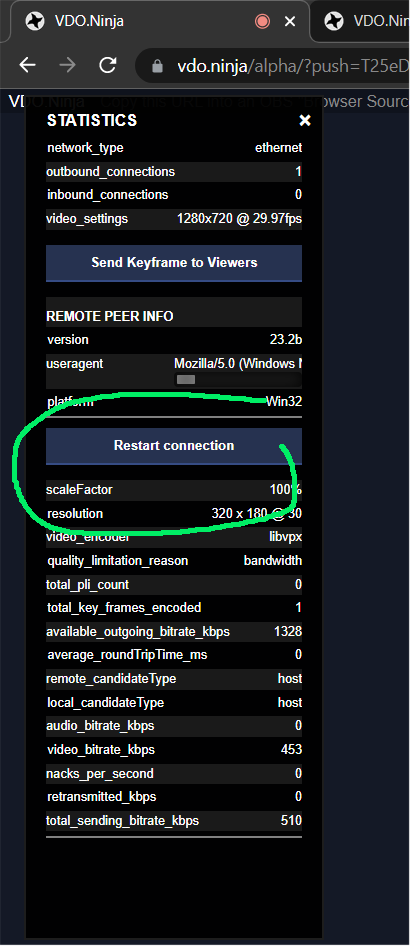 VDO.Ninja
VDO.Ninja
vdo.ninja/alpha/?push=T25eD
VDO.Ninja Copy this URL into an OBS Browser Sourc
STATISTICS
network_type ethernet
outbound_connections 1
inbound_connections 0
video_settings 1280x720 @ 29.97fps
Send Keyframe to Viewers
REMOTE PEER INFO
version 23.2b
useragent Mozilla/5.0 (Windows N
platform Win32
Restart connection
scaleFactor 100%
resolution 320 x 180 @ 30
video_encoder libvpx
quality_limitation_reason bandwidth
total_pli_count 0
total_key_frames_encoded 1
available_outgoing_bitrate_kbps 1328
average_roundTripTime_ms 0
remote_candidateType host
local_candidateType host
audio_bitrate_kbps 0
video_bitrate_kbps 453
nacks_per_second 0
retransmitted_kbps 0
total_sending_bitrate_kbps 510